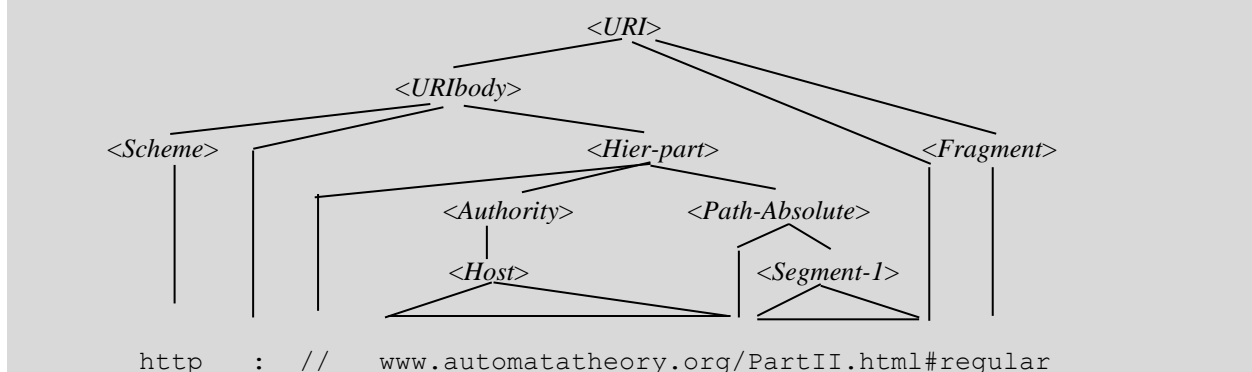 <URI>
<URIbody>
<Scheme> <Hier-part> <Fragment>
<Authority> <Path-Absolute>
<Host> <Segment-1>
http : // www.automatatheory.org/PartII.html#regular